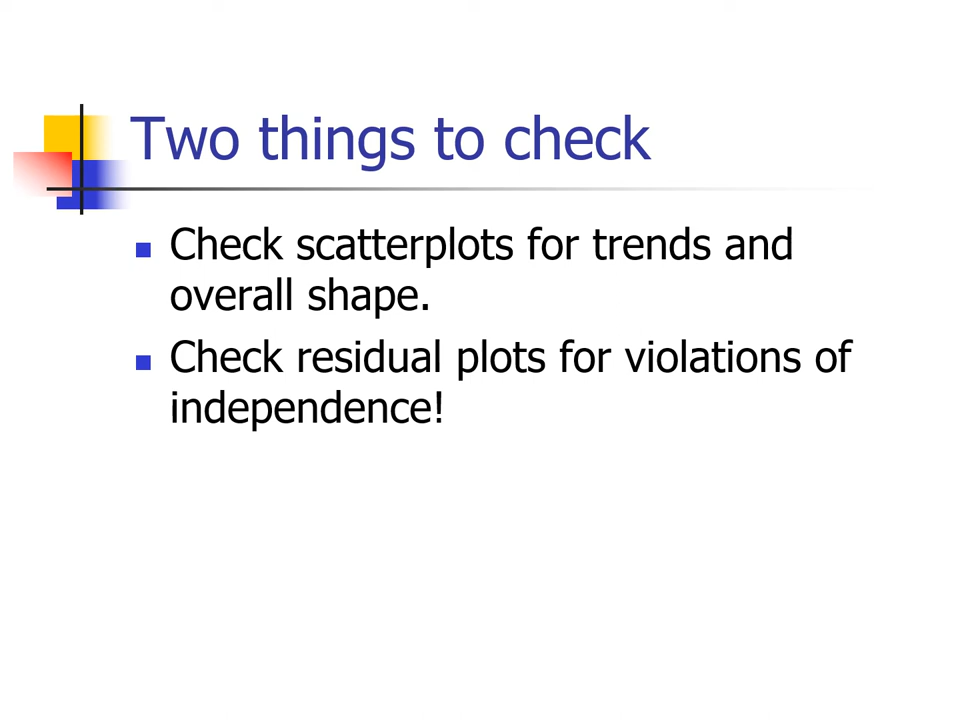 Two things to check
Check scatterplots for trends and
overall shape.
Check residual plots for violations of
independence!